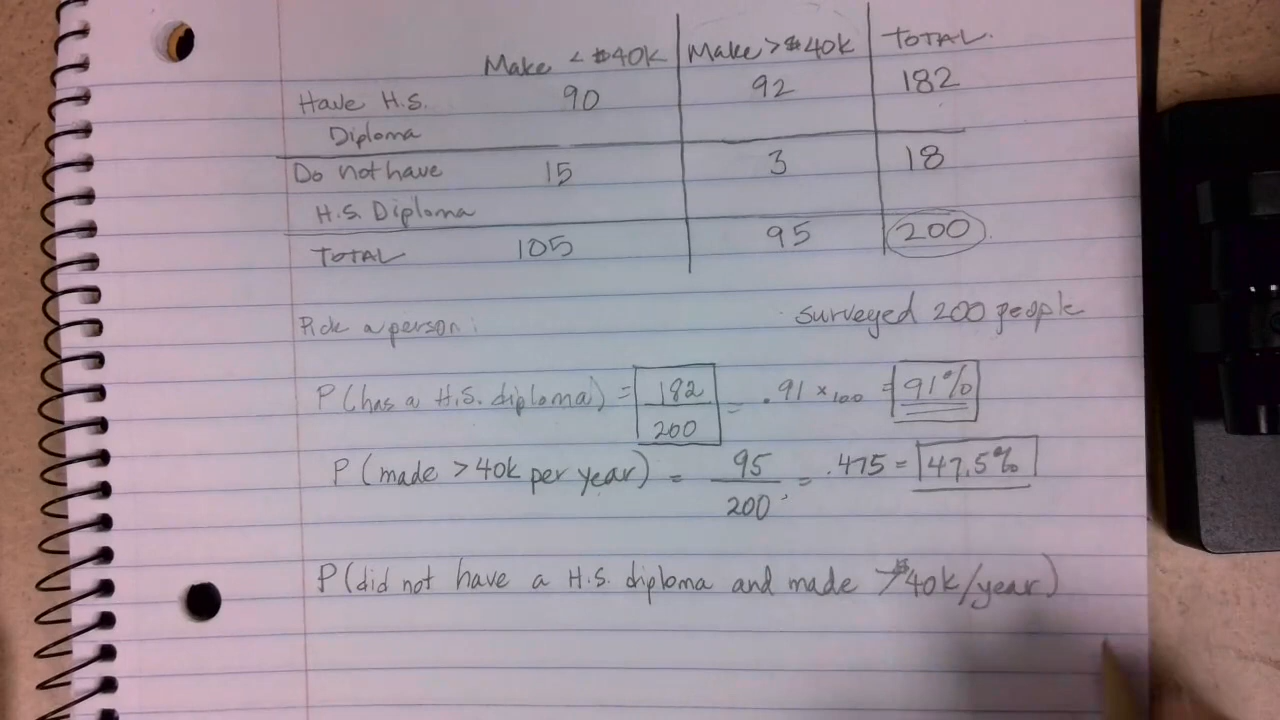 Make < $40k Make > $40k TOTAL.
Have H.S. 90 92 182
Diploma
Do not have 15 3 18
H.S. Diploma
TOTAL 105 95 200
Pick a person: surveyed 200 people
P(has a H.S. diploma) = 182/200 = .91 × 100 = 91%
P(made >40k per year) = 95/200 = .475 = 47.5%
P(did not have a H.S. diploma and made >$40k/year)